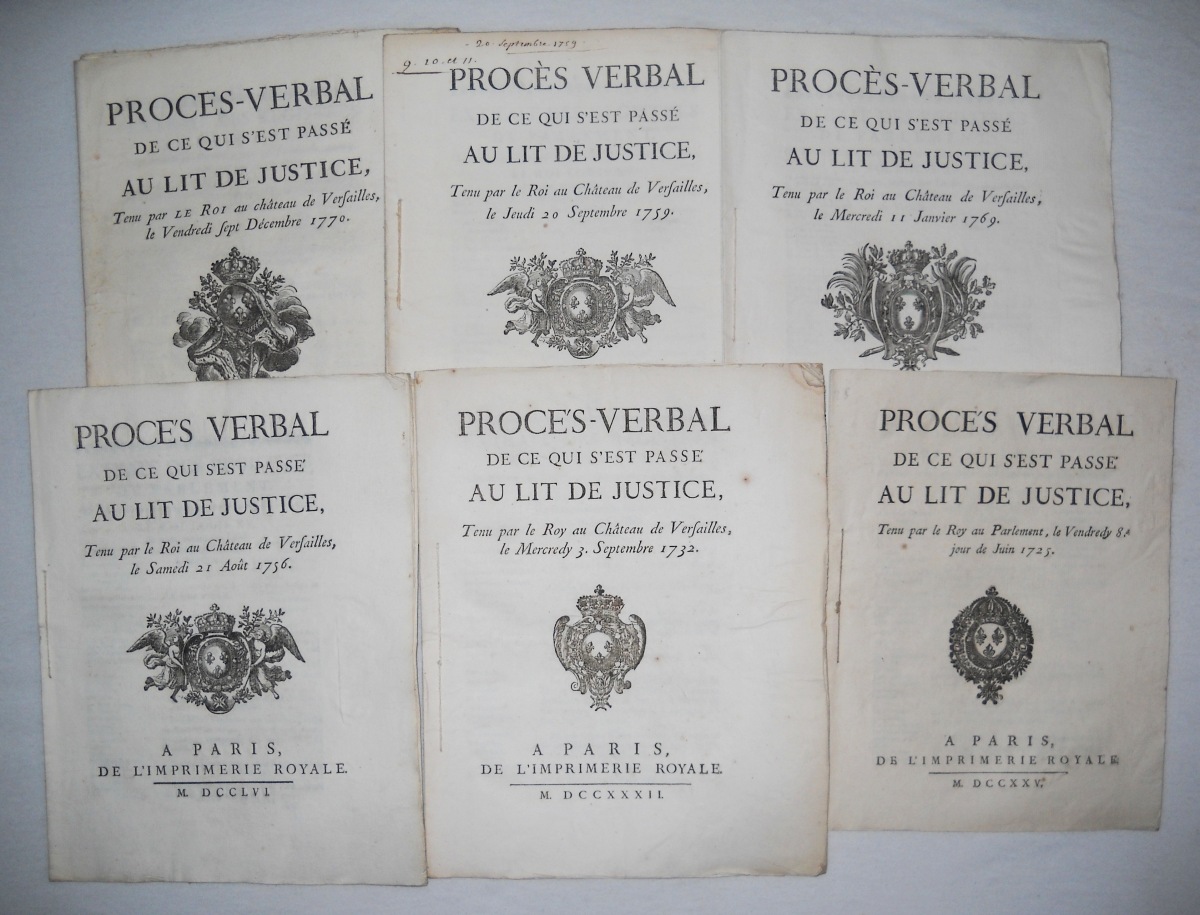 PROCES-VERBAL
DE CE QUI S'EST PASSÉ
AU LIT DE JUSTICE,
Tenu par LE ROI au château de Versailles,
le Vendredi sept Décembre 1770.
- 20. Septembre 1759
9. 10. et 11.
PROCÈS VERBAL
DE CE QUI S'EST PASSÉ
AU LIT DE JUSTICE,
Tenu par le Roi au Château de Versailles,
le Jeudi 20 Septembre 1759.
PROCÈS-VERBAL
DE CE QUI S'EST PASSÉ
AU LIT DE JUSTICE,
Tenu par le Roi au Château de Versailles,
le Mercredi 11 Janvier 1769.
PROCE'S VERBAL
DE CE QUI S'EST PASSE'
AU LIT DE JUSTICE,
Tenu par le Roi au Château de Versailles,
le Samedi 21 Août 1756.
A PARIS,
DE L'IMPRIMERIE ROYALE.
M. DCCLVI.
PROCE'S-VERBAL
DE CE QUI S'EST PASSE'
AU LIT DE JUSTICE,
Tenu par le Roy au Château de Versailles,
le Mercredy 3. Septembre 1732.
A PARIS,
DE L'IMPRIMERIE ROYALE.
M. DCCXXXII.
PROCE'S VERBAL
DE CE QUI S'EST PASSE'
AU LIT DE JUSTICE,
Tenu par le Roy au Parlement, le Vendredy 8.e
jour de Juin 1725.
A PARIS,
DE L'IMPRIMERIE ROYALE.
M. DCCXXV.